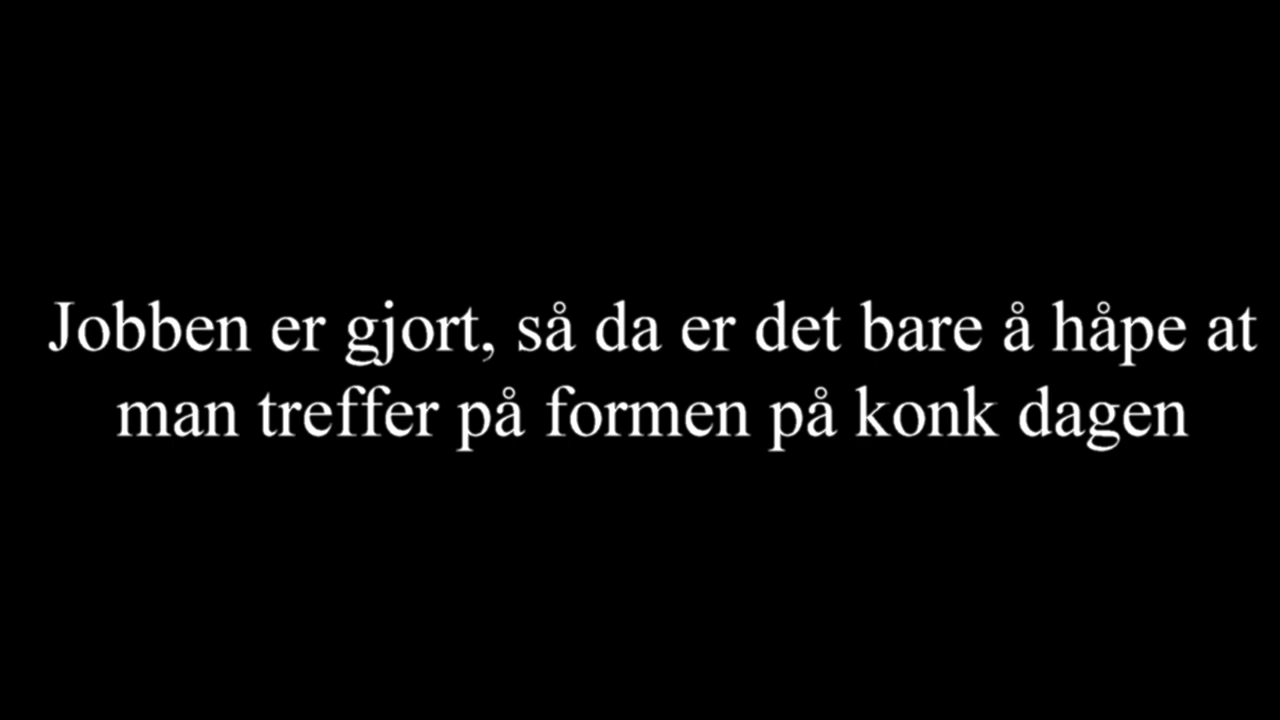 Jobben er gjort, så da er det bare å håpe at
man treffer på formen på konk dagen